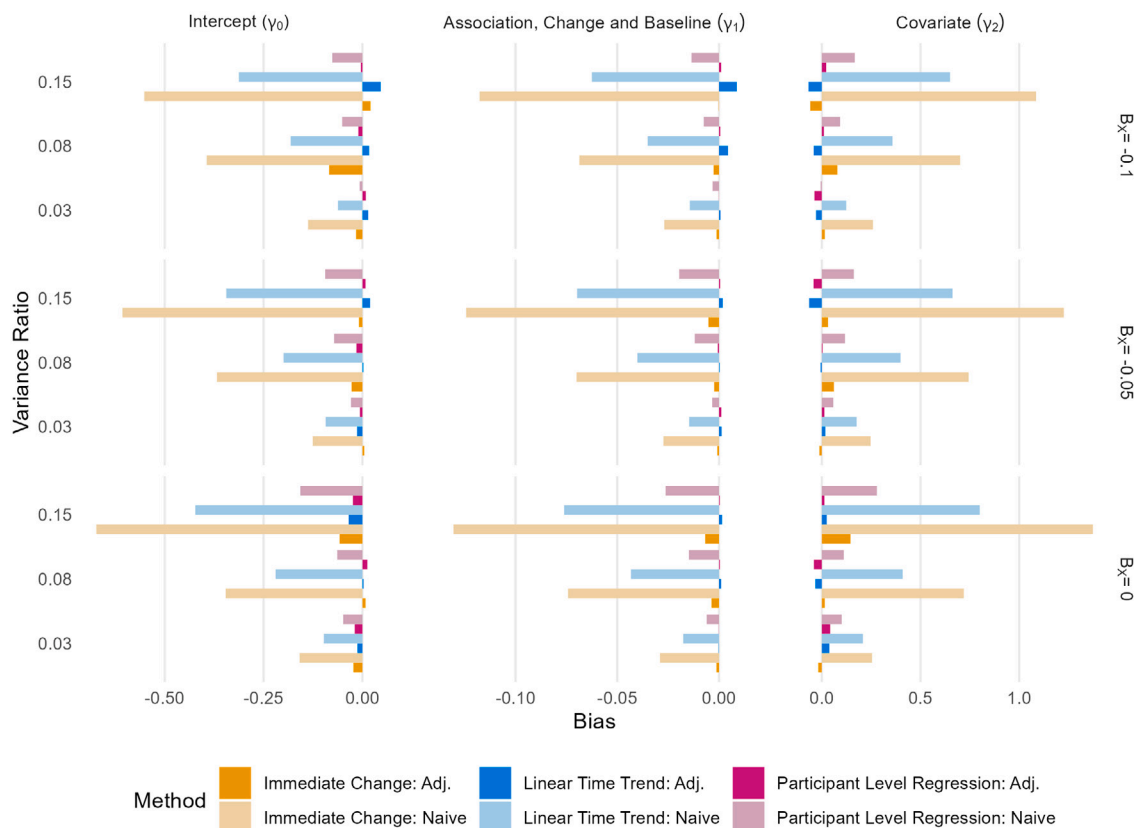 Intercept (γ₀) Association, Change and Baseline (γ₁) Covariate (γ₂)
0.15
0.08
0.03
Bₓ= -0.1
0.15
0.08
0.03
Bₓ= -0.05
0.15
0.08
0.03
Bₓ= 0
Variance Ratio
-0.50 -0.25 0.00 -0.10 -0.05 0.00 0.0 0.5 1.0
Bias
Method
Immediate Change: Adj. Linear Time Trend: Adj. Participant Level Regression: Adj.
Immediate Change: Naive Linear Time Trend: Naive Participant Level Regression: Naive